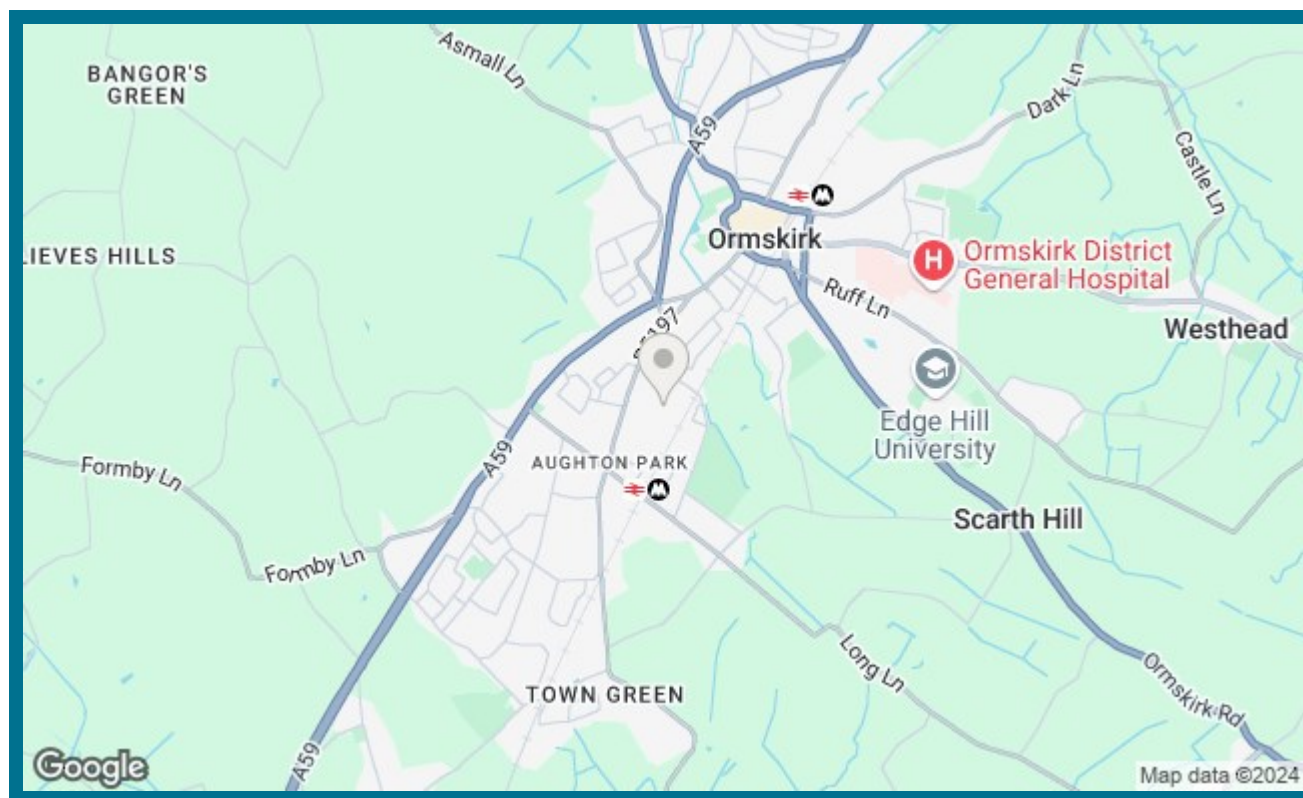 Asmall Ln
BANGOR'S
GREEN
A59
Dark Ln
Castle Ln
Ormskirk
LIEVES HILLS
H
Ormskirk District
General Hospital
Ruff Ln
Westhead
Edge Hill
University
A59
Formby Ln
AUGHTON PARK
Scarth Hill
Formby Ln
Long Ln
Ormskirk Rd
TOWN GREEN
A59
Google
Map data ©2024